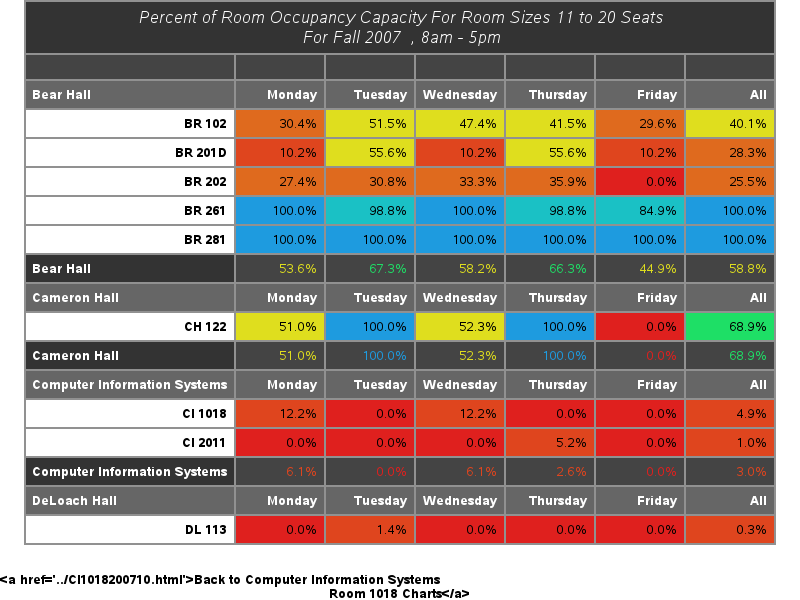 Percent of Room Occupancy Capacity For Room Sizes 11 to 20 Seats
For Fall 2007  , 8am - 5pm
Bear Hall Monday Tuesday Wednesday Thursday Friday All
BR 102 30.4% 51.5% 47.4% 41.5% 29.6% 40.1%
BR 201D 10.2% 55.6% 10.2% 55.6% 10.2% 28.3%
BR 202 27.4% 30.8% 33.3% 35.9% 0.0% 25.5%
BR 261 100.0% 98.8% 100.0% 98.8% 84.9% 100.0%
BR 281 100.0% 100.0% 100.0% 100.0% 100.0% 100.0%
Bear Hall 53.6% 67.3% 58.2% 66.3% 44.9% 58.8%
Cameron Hall Monday Tuesday Wednesday Thursday Friday All
CH 122 51.0% 100.0% 52.3% 100.0% 0.0% 68.9%
Cameron Hall 51.0% 100.0% 52.3% 100.0% 0.0% 68.9%
Computer Information Systems Monday Tuesday Wednesday Thursday Friday All
CI 1018 12.2% 0.0% 12.2% 0.0% 0.0% 4.9%
CI 2011 0.0% 0.0% 0.0% 5.2% 0.0% 1.0%
Computer Information Systems 6.1% 0.0% 6.1% 2.6% 0.0% 3.0%
DeLoach Hall Monday Tuesday Wednesday Thursday Friday All
DL 113 0.0% 1.4% 0.0% 0.0% 0.0% 0.3%
<a href='../CI1018200710.html'>Back to Computer Information Systems
Room 1018 Charts</a>